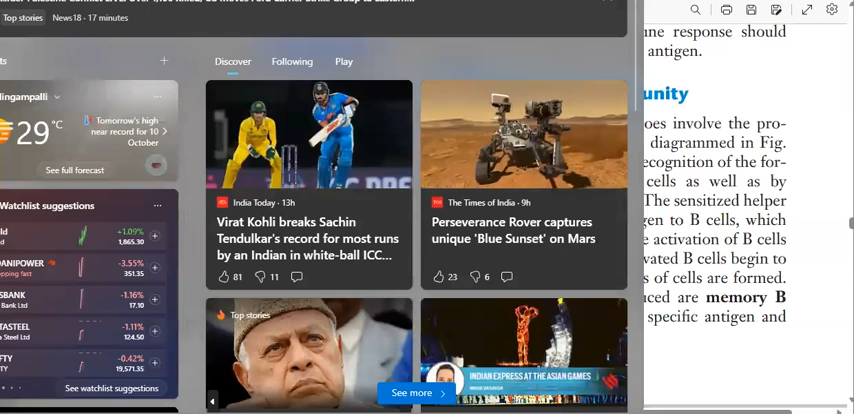 Top stories
News18 · 17 minutes
Discover
Following
Play
lingampalli
29 °C
Tomorrow's high
near record for 10
October
See full forecast
Watchlist suggestions
+1.09%
1,865.30
DANIPOWER
-3.55%
351.35
SBANK
-1.16%
Bank Ltd
17.10
TASTEEL
-1.11%
a Steel Ltd
124.50
FTY
-0.42%
19,571.35
See watchlist suggestions
India Today · 13h
Virat Kohli breaks Sachin
Tendulkar's record for most runs
by an Indian in white-ball ICC...
81
11
The Times of India · 9h
Perseverance Rover captures
unique 'Blue Sunset' on Mars
23
6
Top stories
INDIAN EXPRESS AT THE ASIAN GAMES
See more
une response should
antigen.
unity
oes involve the pro-
diagrammed in Fig.
ecognition of the for-
cells as well as by
The sensitized helper
gen to B cells, which
e activation of B cells
vated B cells begin to
s of cells are formed.
uced are memory B
specific antigen and